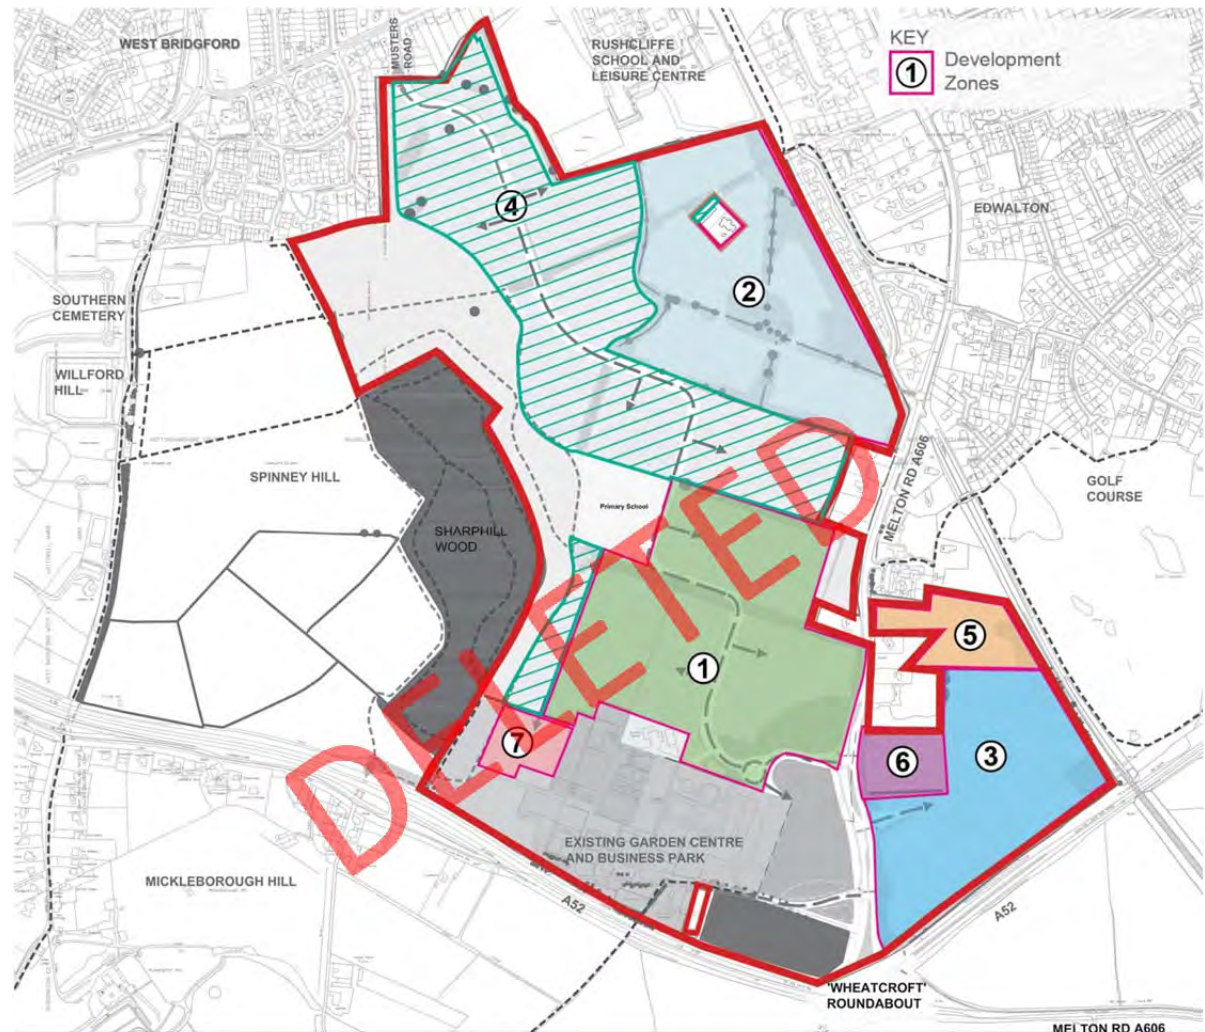 WEST BRIDGFORD
MUSTERS
ROAD
RUSHCLIFFE
SCHOOL AND
LEISURE CENTRE
KEY
1
Development
Zones
4
EDWALTON
2
SOUTHERN
CEMETERY
WILLFORD
HILL
MELTON RD A606
SPINNEY HILL
GOLF
COURSE
Primary School
SHARPHILL
WOOD
DELETED
5
1
7
6
3
EXISTING GARDEN CENTRE
AND BUSINESS PARK
MICKLEBOROUGH HILL
A52
A52
'WHEATCROFT'
ROUNDABOUT
MELTON RD A606